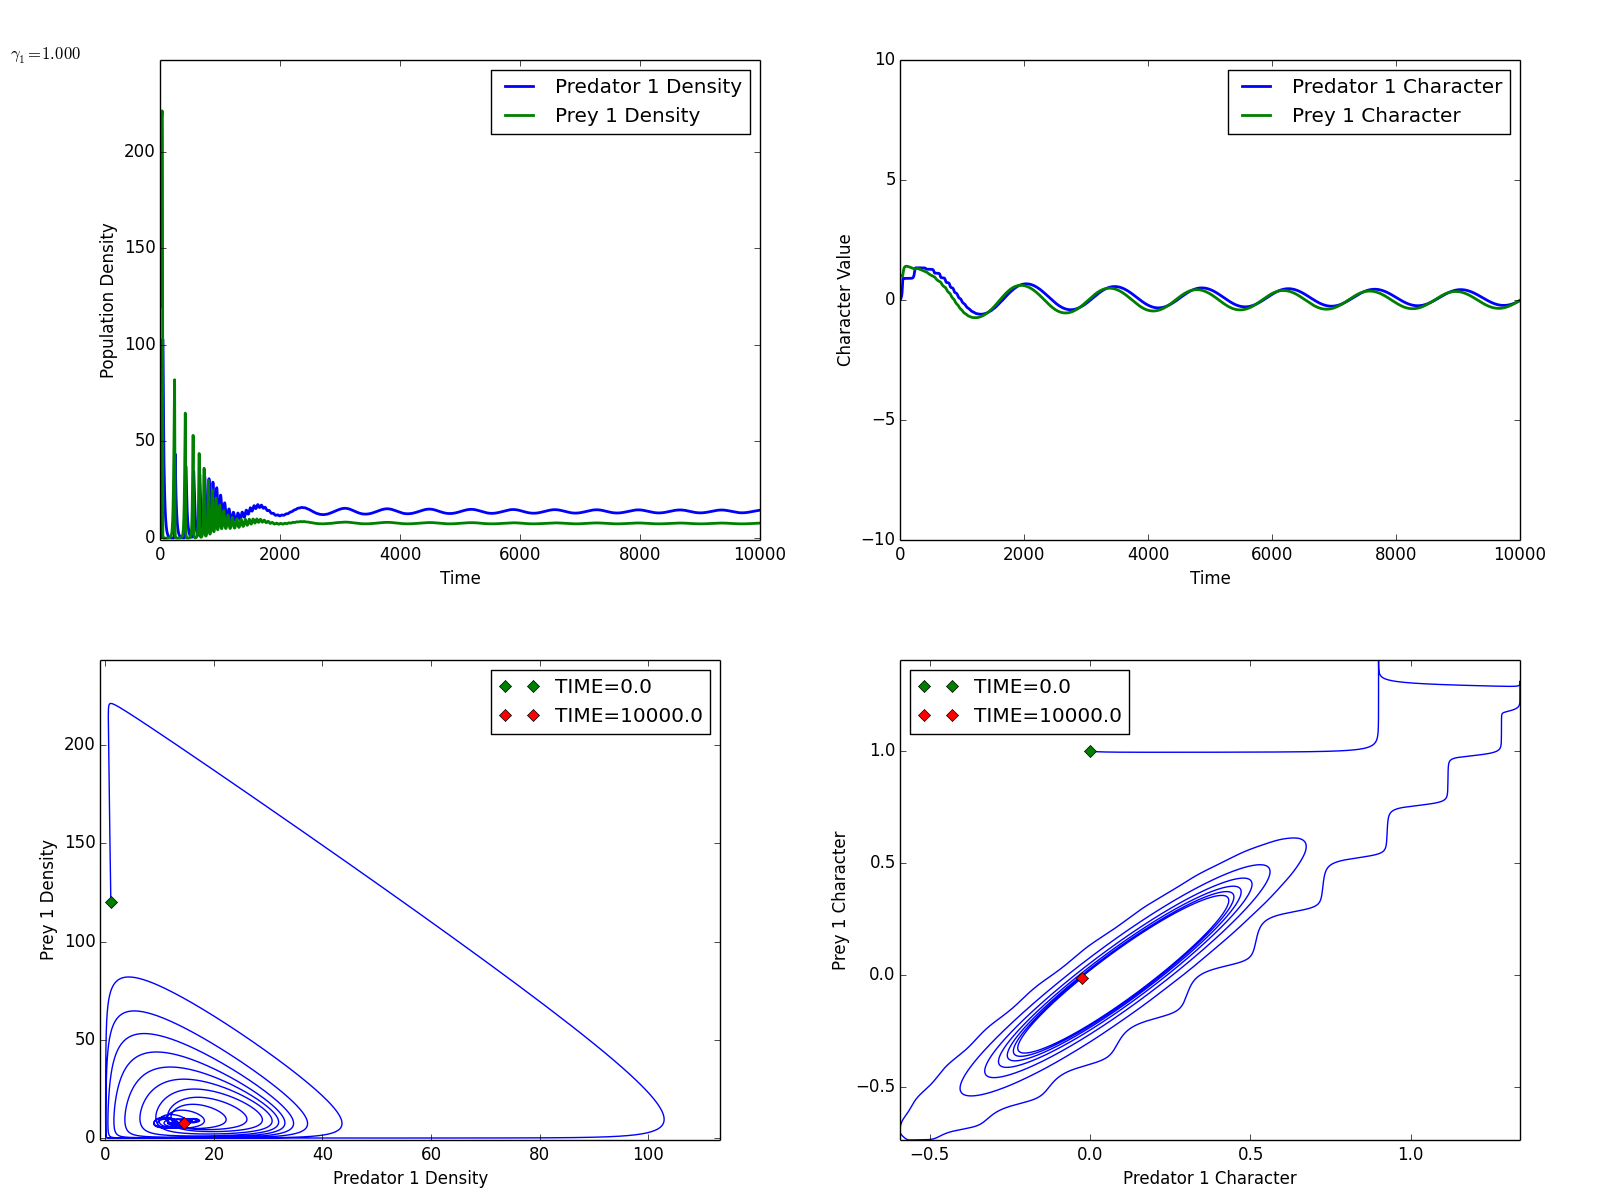 γ₁=1.000
Predator 1 Density
Prey 1 Density
200
150
100
50
0
Population Density
0 2000 4000 6000 8000 10000
Time
Predator 1 Character
Prey 1 Character
10
5
0
−5
−10
Character Value
0 2000 4000 6000 8000 10000
Time
TIME=0.0
TIME=10000.0
200
150
100
50
0
Prey 1 Density
0 20 40 60 80 100
Predator 1 Density
TIME=0.0
TIME=10000.0
1.0
0.5
0.0
−0.5
Prey 1 Character
−0.5 0.0 0.5 1.0
Predator 1 Character